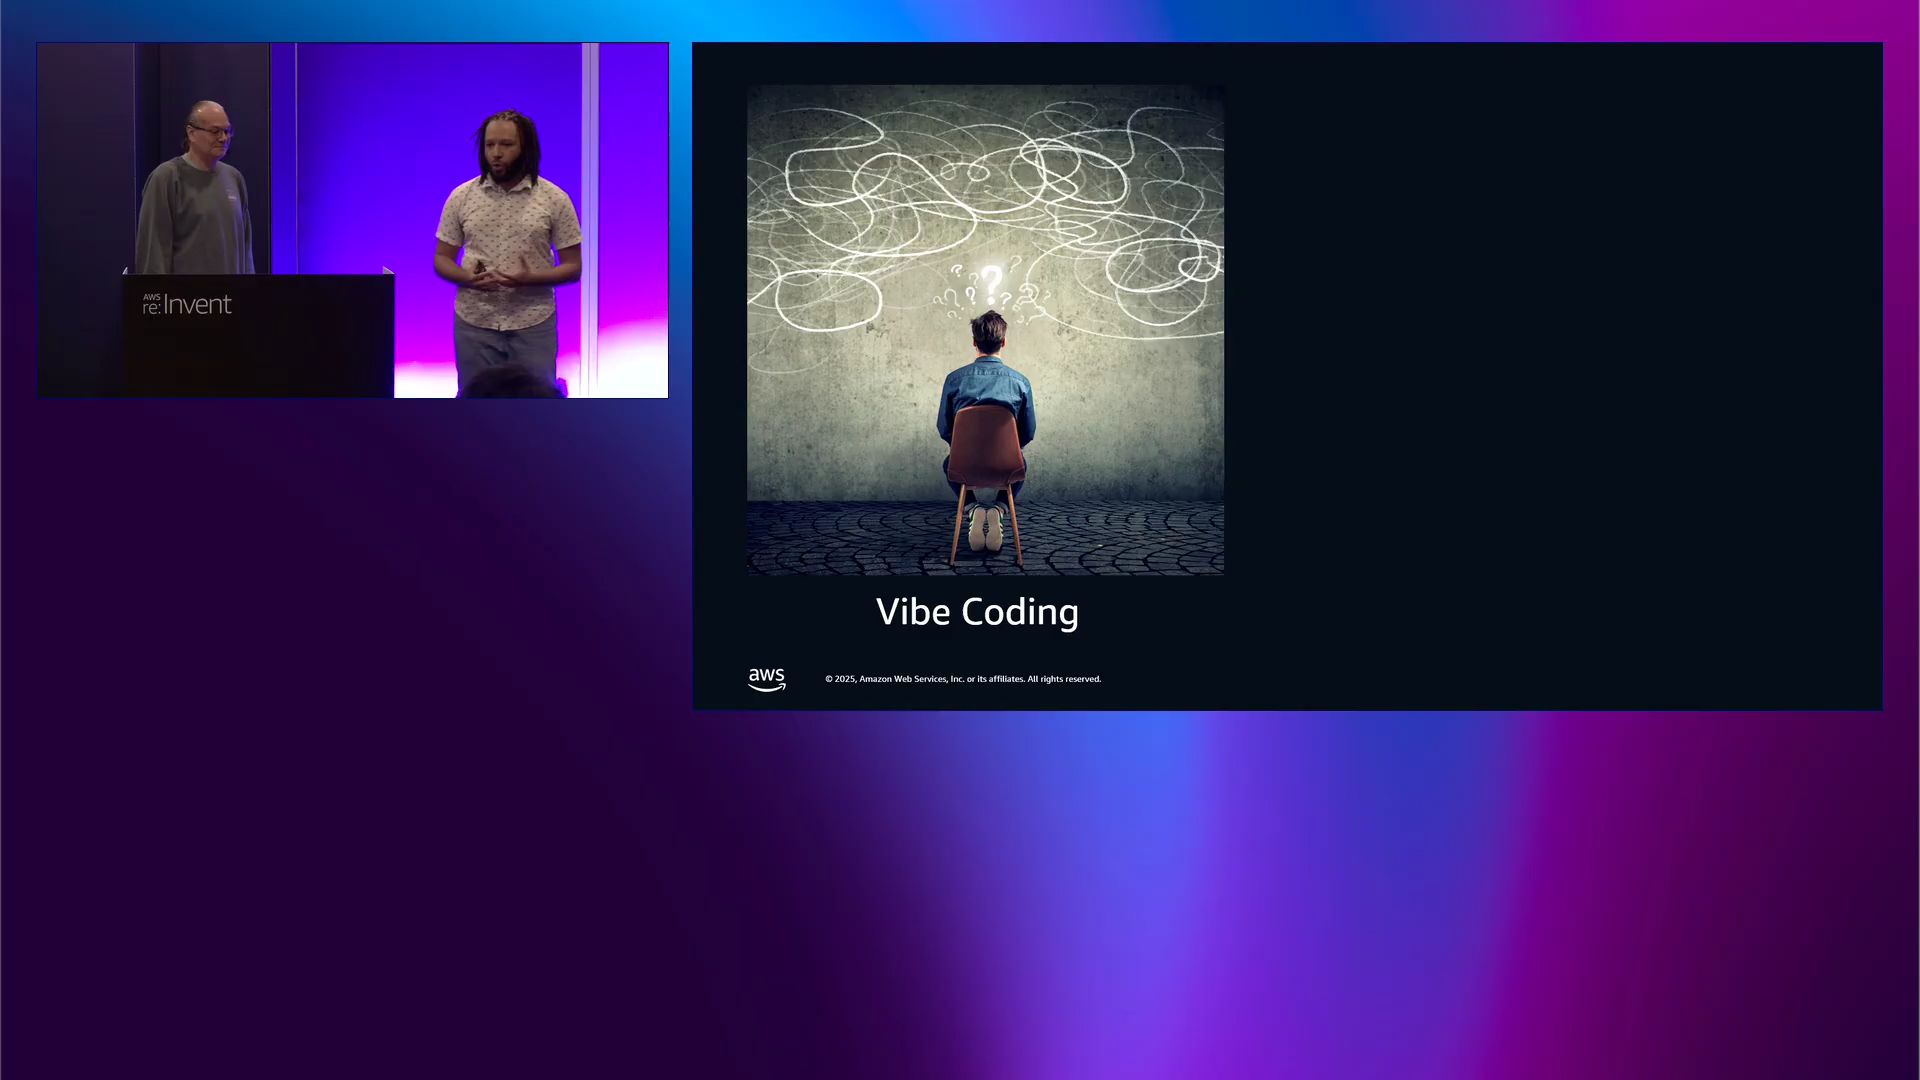 AWS
re:Invent
Vibe Coding
aws
© 2025, Amazon Web Services, Inc. or its affiliates. All rights reserved.